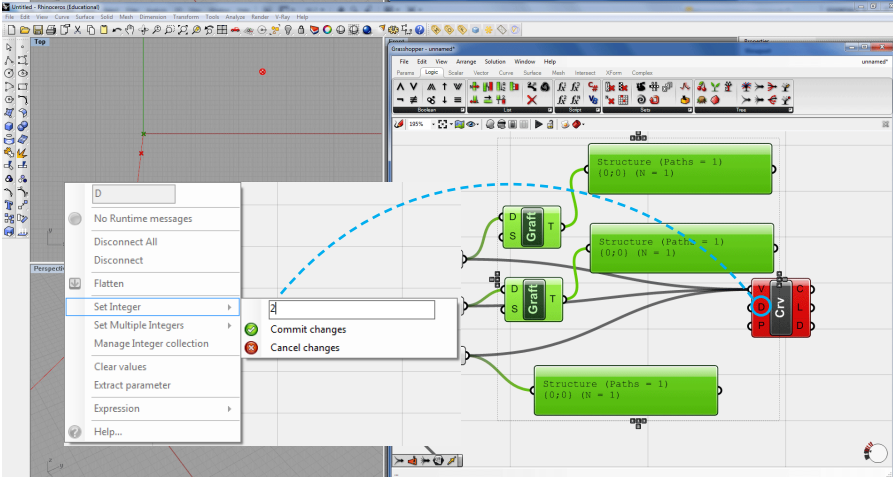 Untitled - Rhinoceros (Educational)
File Edit View Curve Surface Solid Mesh Dimension Transform Tools Analyze Render V-Ray Help
Top
Perspecti
y
z
y
D
No Runtime messages
Disconnect All
Disconnect
Flatten
Set Integer
Set Multiple Integers
Manage Integer collection
Clear values
Extract parameter
Expression
Help...
2
Commit changes
Cancel changes
Front
Properties
Grasshopper - unnamed*
File Edit View Arrange Solution Window Help
unnamed*
Params Logic Scalar Vector Curve Surface Mesh Intersect XForm Complex
Boolean List Script Sets Tree
195%
Structure (Paths = 1)
{0;0} (N = 1)
D
S
Graft
T
Structure (Paths = 1)
{0;0} (N = 1)
D
S
Graft
T
V
D
P
Crv
C
L
D
Structure (Paths = 1)
{0;0} (N = 1)